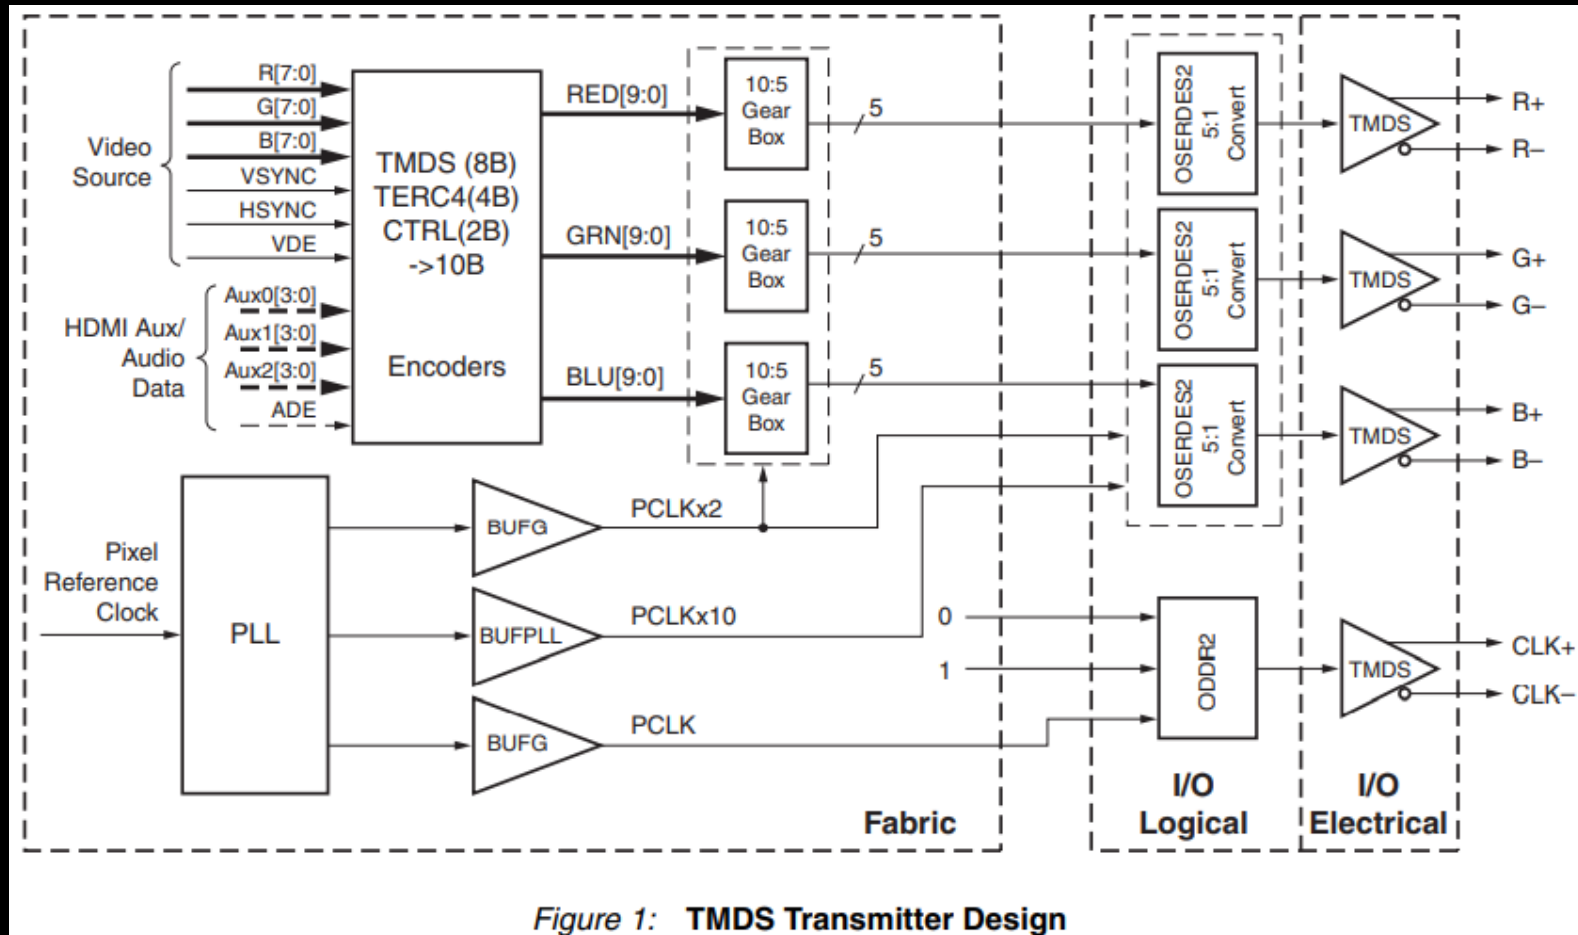 R[7:0]
G[7:0]
B[7:0]
VSYNC
HSYNC
VDE
Video
Source
Aux0[3:0]
Aux1[3:0]
Aux2[3:0]
ADE
HDMI Aux/
Audio
Data
TMDS (8B)
TERC4(4B)
CTRL(2B)
->10B
Encoders
RED[9:0]
GRN[9:0]
BLU[9:0]
10:5
Gear
Box
10:5
Gear
Box
10:5
Gear
Box
5
5
5
OSERDES2
5:1
Convert
OSERDES2
5:1
Convert
OSERDES2
5:1
Convert
TMDS
R+
R–
TMDS
G+
G–
TMDS
B+
B–
Pixel
Reference
Clock
PLL
BUFG
PCLKx2
BUFPLL
PCLKx10
BUFG
PCLK
0
1
ODDR2
TMDS
CLK+
CLK–
Fabric
I/O
Logical
I/O
Electrical
Figure 1: TMDS Transmitter Design